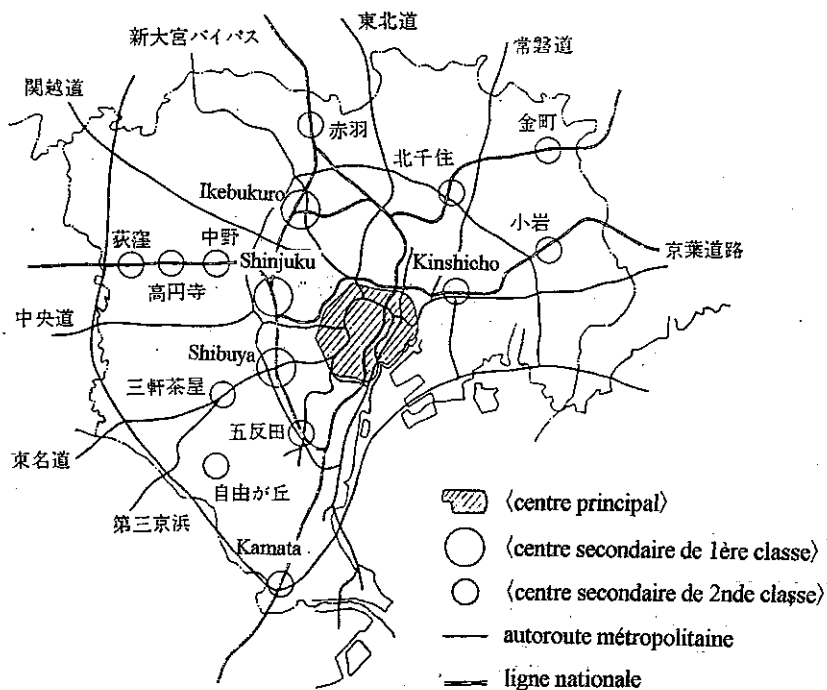 東北道
新大宮バイパス
常磐道
関越道
赤羽
金町
北千住
Ikebukuro
小岩
荻窪
中野
Shinjuku
Kinshicho
京葉道路
高円寺
中央道
Shibuya
三軒茶屋
五反田
東名道
自由が丘
第三京浜
Kamata
〈centre principal〉
〈centre secondaire de 1ère classe〉
〈centre secondaire de 2nde classe〉
autoroute métropolitaine
ligne nationale